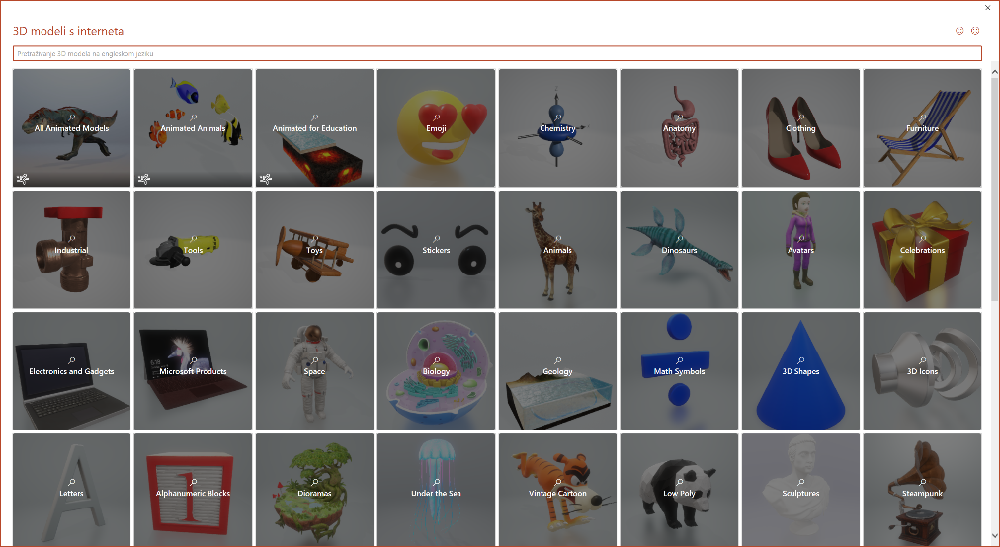 3D modeli s interneta
Pretraživanje 3D modela na engleskom jeziku
All Animated Models
Animated Animals
Animated for Education
Emoji
Chemistry
Anatomy
Clothing
Furniture
Industrial
Tools
Toys
Stickers
Animals
Dinosaurs
Avatars
Celebrations
Electronics and Gadgets
Microsoft Products
Space
Biology
Geology
Math Symbols
3D Shapes
3D Icons
Letters
Alphanumeric Blocks
Dioramas
Under the Sea
Vintage Cartoon
Low Poly
Sculptures
Steampunk
A
1